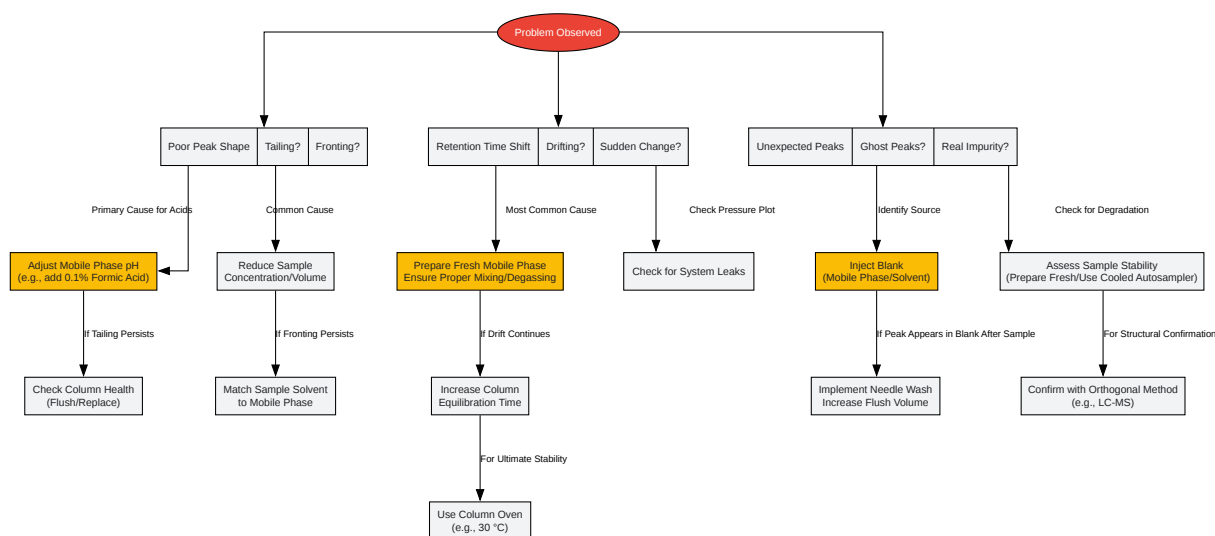 Problem Observed
Poor Peak Shape
Tailing?
Fronting?
Retention Time Shift
Drifting?
Sudden Change?
Unexpected Peaks
Ghost Peaks?
Real Impurity?
Primary Cause for Acids
Common Cause
Most Common Cause
Check Pressure Plot
Identify Source
Check for Degradation
Adjust Mobile Phase pH
(e.g., add 0.1% Formic Acid)
Reduce Sample
Concentration/Volume
Prepare Fresh Mobile Phase
Ensure Proper Mixing/Degassing
Check for System Leaks
Inject Blank
(Mobile Phase/Solvent)
Assess Sample Stability
(Prepare Fresh/Use Cooled Autosampler)
If Tailing Persists
If Fronting Persists
If Drift Continues
If Peak Appears in Blank After Sample
For Structural Confirmation
Check Column Health
(Flush/Replace)
Match Sample Solvent
to Mobile Phase
Increase Column
Equilibration Time
Implement Needle Wash
Increase Flush Volume
Confirm with Orthogonal Method
(e.g., LC-MS)
For Ultimate Stability
Use Column Oven
(e.g., 30 °C)